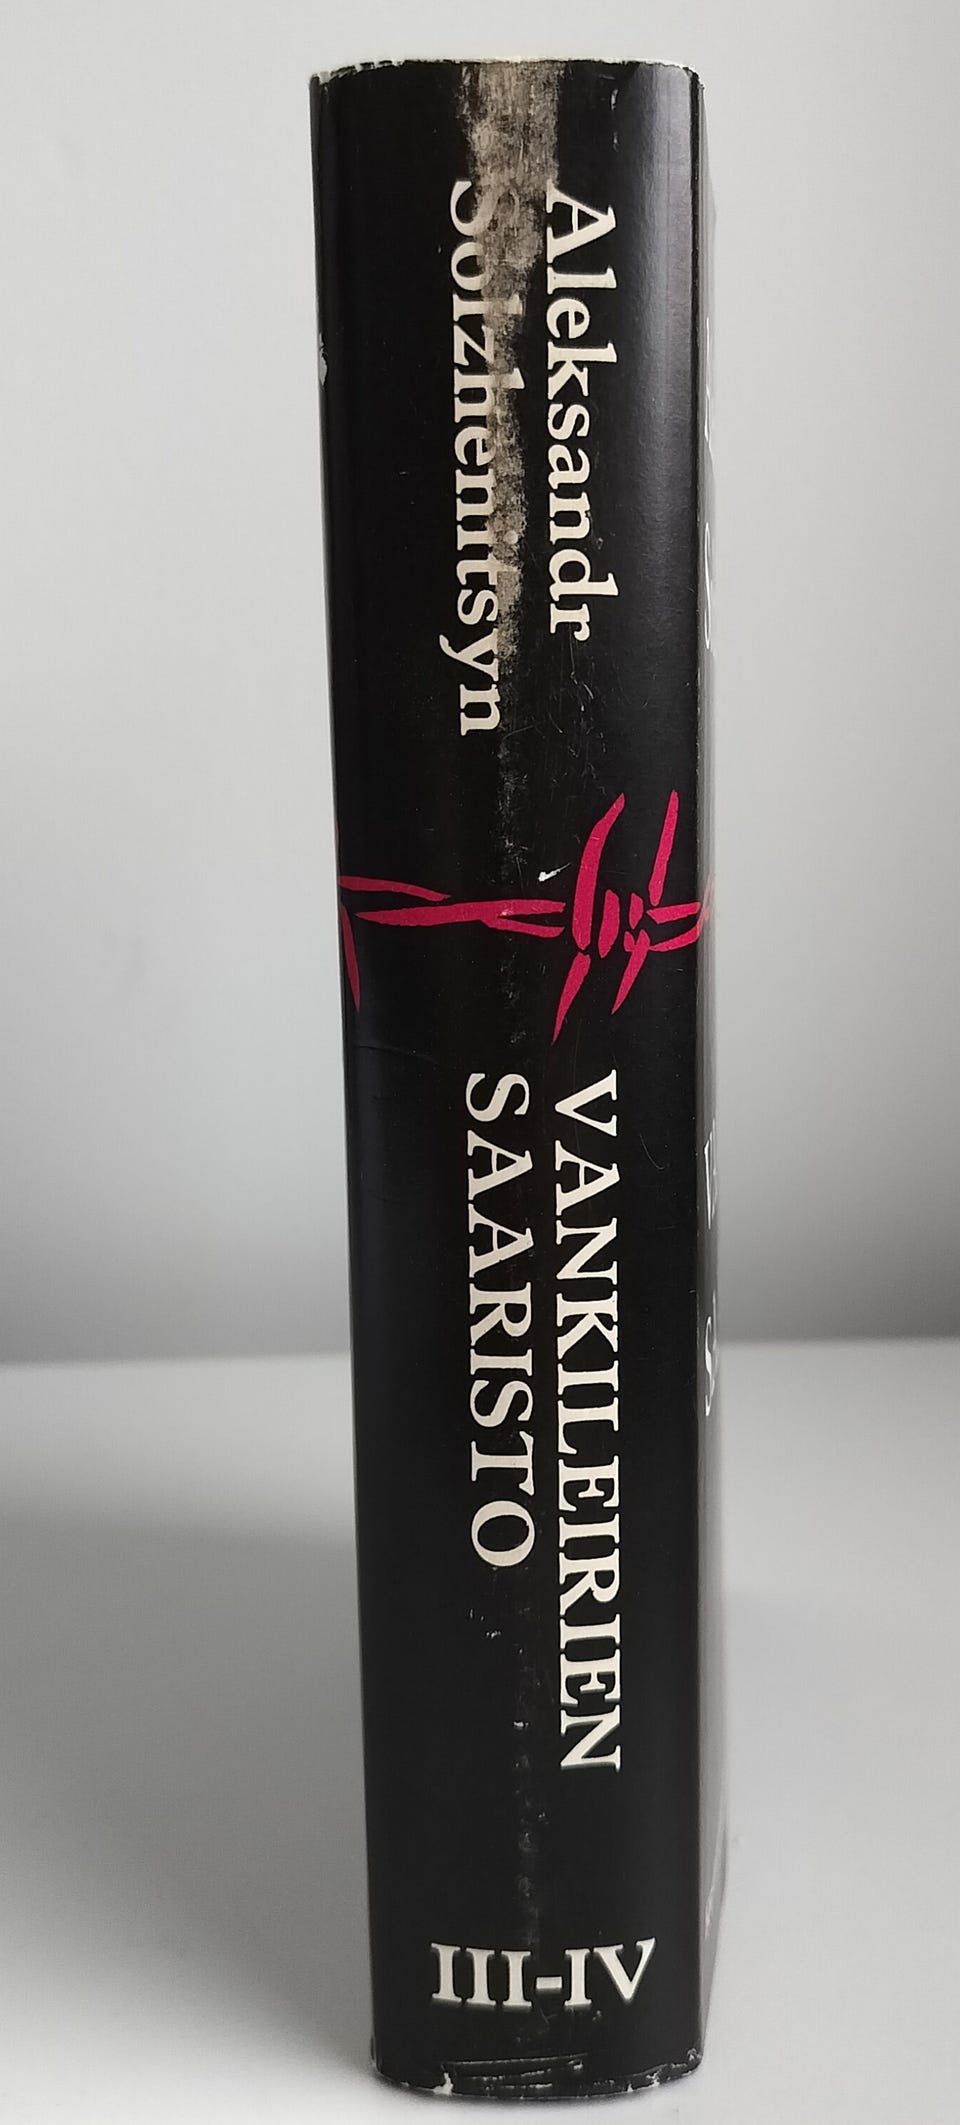 Aleksandr
Solzhenitsyn
VANKILEIRIEN
SAARISTO
III-IV